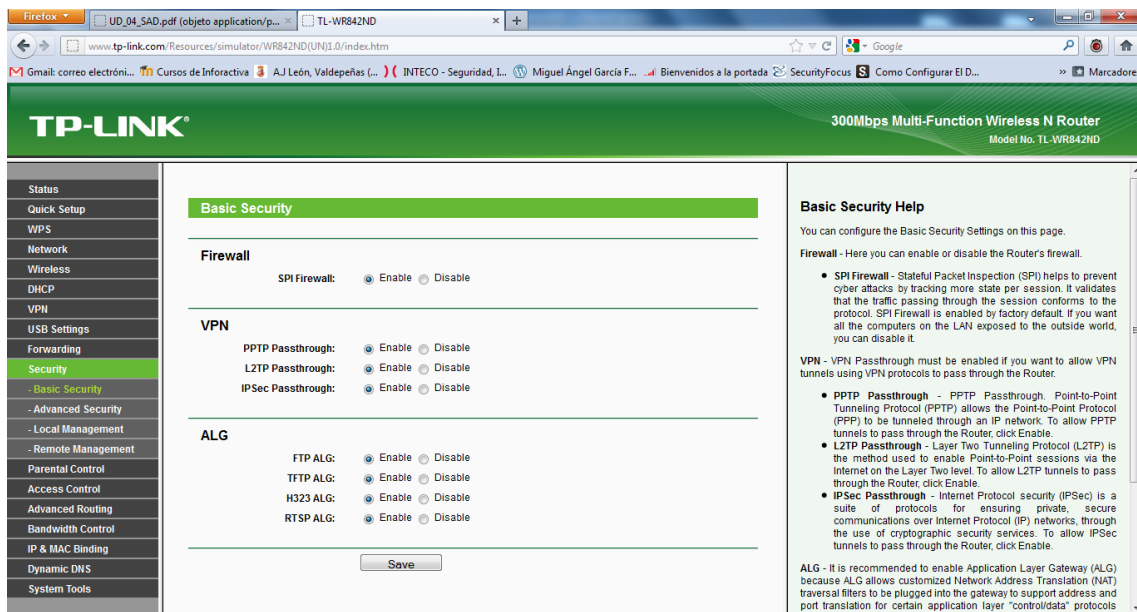 Firefox
UD_04_SAD.pdf (objeto application/p...
TL-WR842ND
www.tp-link.com/Resources/simulator/WR842ND(UN)1.0/index.htm
Google
Gmail: correo electróni...
Cursos de Inforactiva
AJ León, Valdepeñas (...
INTECO - Seguridad, I...
Miguel Ángel García F...
Bienvenidos a la portada
SecurityFocus
Como Configurar El D...
Marcadores
TP-LINK®
300Mbps Multi-Function Wireless N Router
Model No. TL-WR842ND
Status
Quick Setup
WPS
Network
Wireless
DHCP
VPN
USB Settings
Forwarding
Security
- Basic Security
- Advanced Security
- Local Management
- Remote Management
Parental Control
Access Control
Advanced Routing
Bandwidth Control
IP & MAC Binding
Dynamic DNS
System Tools
Basic Security
Firewall
SPI Firewall: Enable Disable
VPN
PPTP Passthrough: Enable Disable
L2TP Passthrough: Enable Disable
IPSec Passthrough: Enable Disable
ALG
FTP ALG: Enable Disable
TFTP ALG: Enable Disable
H323 ALG: Enable Disable
RTSP ALG: Enable Disable
Save
Basic Security Help
You can configure the Basic Security Settings on this page.
Firewall - Here you can enable or disable the Router's firewall.
SPI Firewall - Stateful Packet Inspection (SPI) helps to prevent
cyber attacks by tracking more state per session. It validates
that the traffic passing through the session conforms to the
protocol. SPI Firewall is enabled by factory default. If you want
all the computers on the LAN exposed to the outside world,
you can disable it.
VPN - VPN Passthrough must be enabled if you want to allow VPN
tunnels using VPN protocols to pass through the Router.
PPTP Passthrough - PPTP Passthrough. Point-to-Point
Tunneling Protocol (PPTP) allows the Point-to-Point Protocol
(PPP) to be tunneled through an IP network. To allow PPTP
tunnels to pass through the Router, click Enable.
L2TP Passthrough - Layer Two Tunneling Protocol (L2TP) is
the method used to enable Point-to-Point sessions via the
Internet on the Layer Two level. To allow L2TP tunnels to pass
through the Router, click Enable.
IPSec Passthrough - Internet Protocol security (IPSec) is a
suite of protocols for ensuring private, secure
communications over Internet Protocol (IP) networks, through
the use of cryptographic security services. To allow IPSec
tunnels to pass through the Router, click Enable.
ALG - It is recommended to enable Application Layer Gateway (ALG)
because ALG allows customized Network Address Translation (NAT)
traversal filters to be plugged into the gateway to support address and
port translation for certain application layer "control/data" protocols